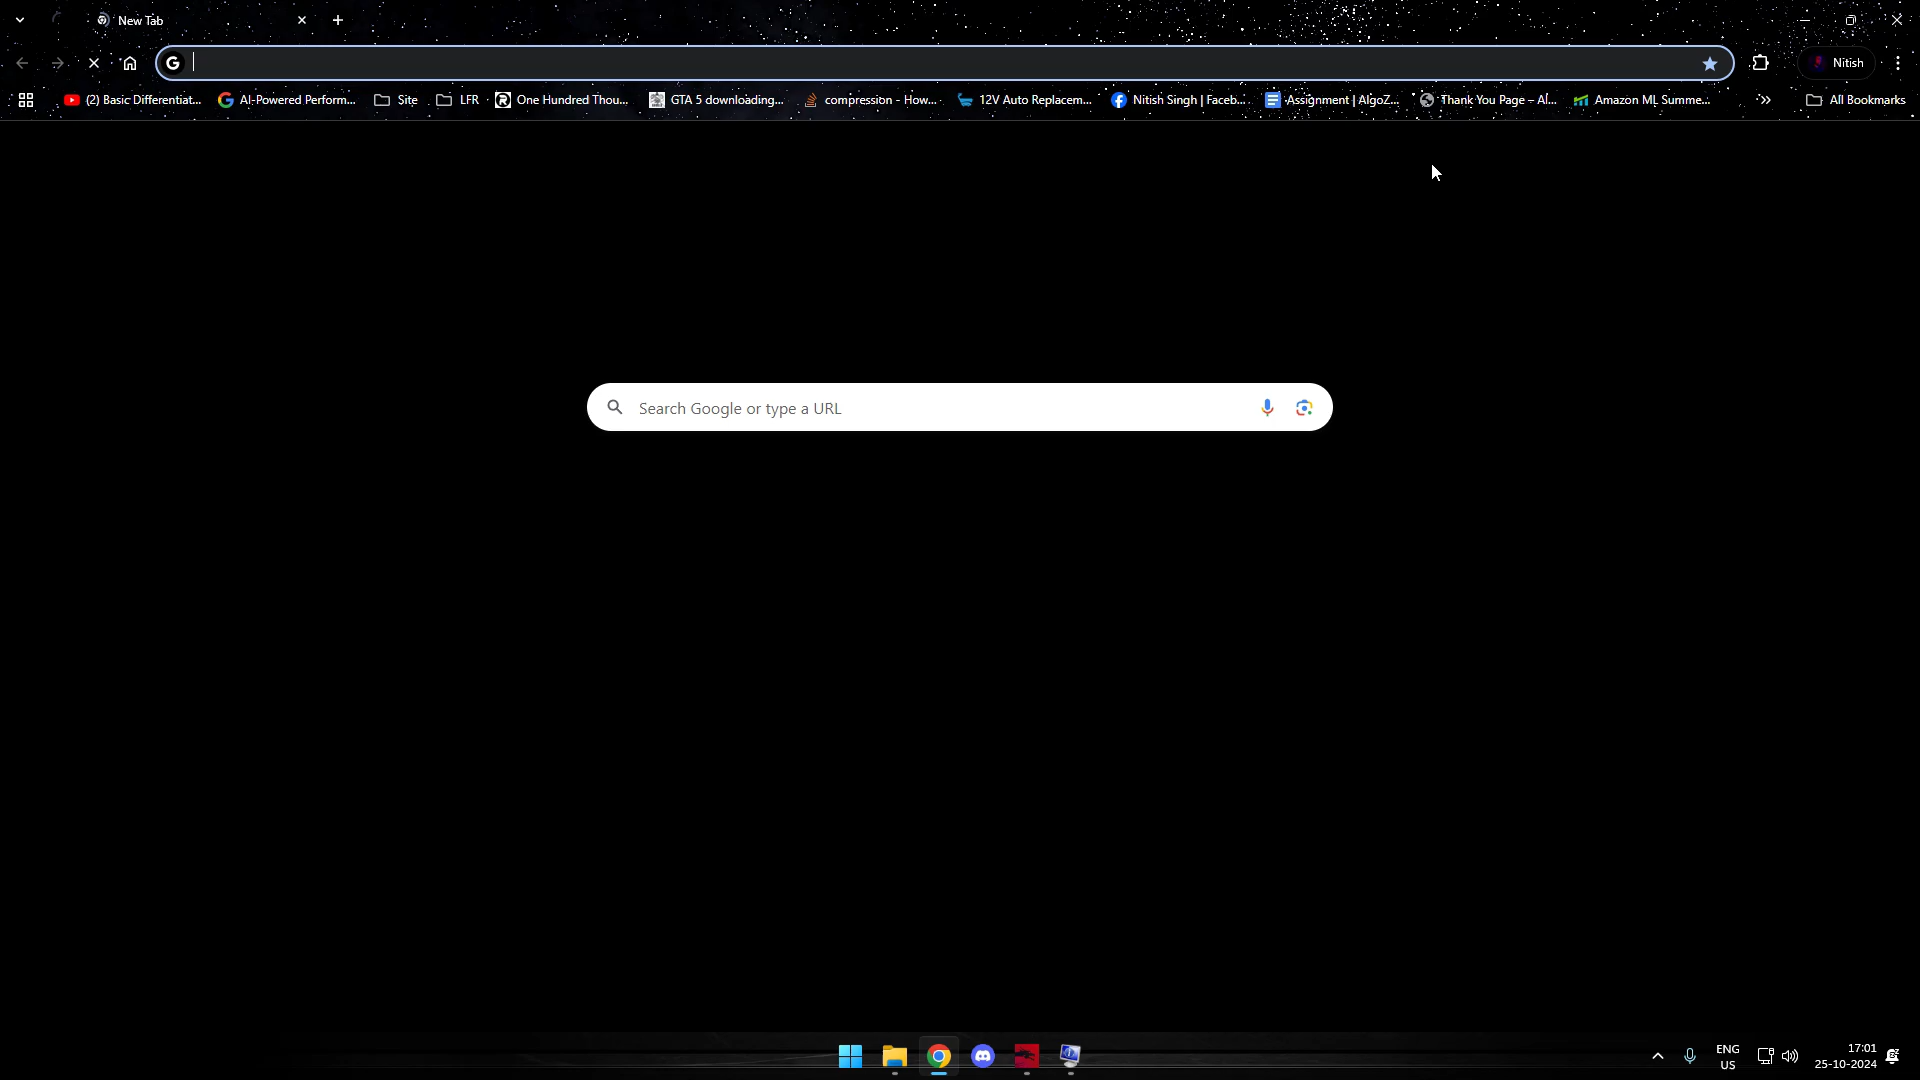 New Tab
Nitish
(2) Basic Differentiat... AI-Powered Perform... Site LFR One Hundred Thou... GTA 5 downloading... compression - How... 12V Auto Replacem... Nitish Singh | Faceb... Assignment | AlgoZ... Thank You Page – Al... Amazon ML Summe... All Bookmarks
Search Google or type a URL
ENG 17:01
US 25-10-2024